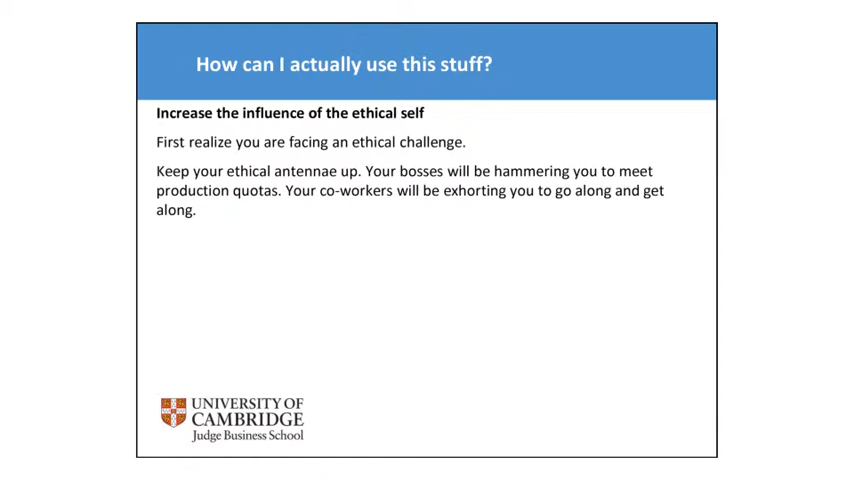 How can I actually use this stuff?
Increase the influence of the ethical self
First realize you are facing an ethical challenge.
Keep your ethical antennae up. Your bosses will be hammering you to meet
production quotas. Your co-workers will be exhorting you to go along and get
along.
UNIVERSITY OF
CAMBRIDGE
Judge Business School